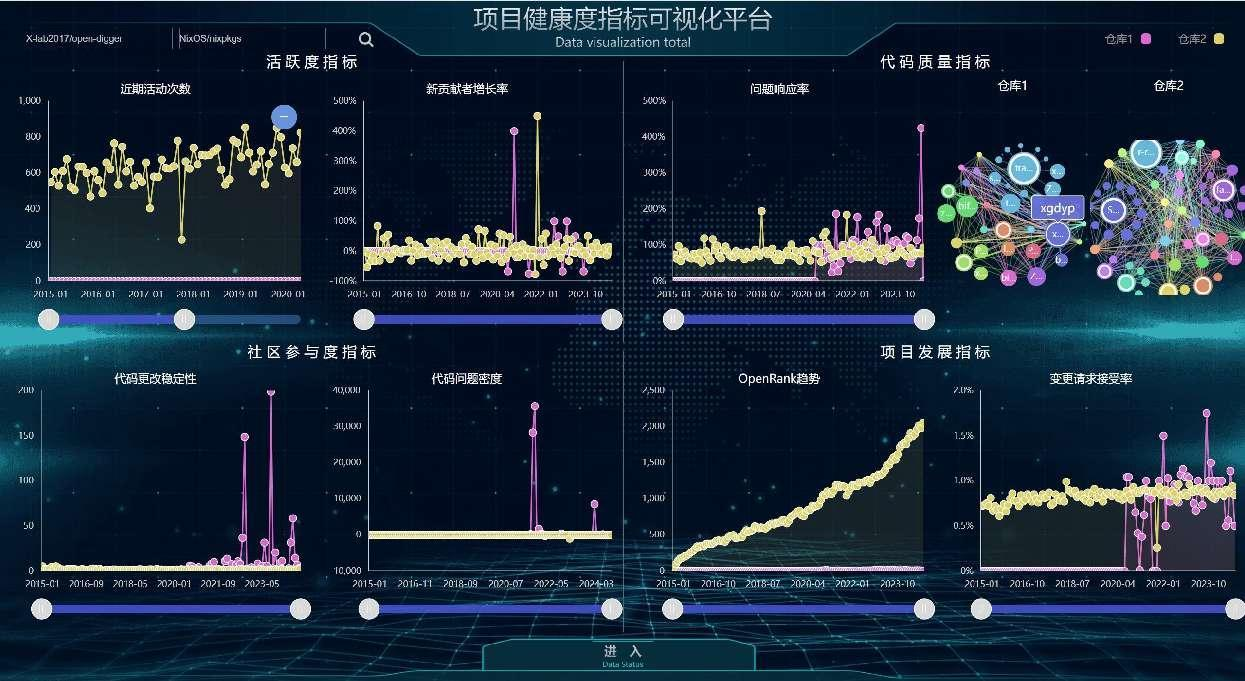 项目健康度指标可视化平台
Data visualization total
X-lab2017/open-digger
NixOS/nixpkgs
仓库1
仓库2
活跃度指标
代码质量指标
近期活动次数
1,000
800
600
400
200
0
2015-01 2016-01 2017-01 2018-01 2019-01 2020-01
新贡献者增长率
500%
400%
300%
200%
100%
0%
-100%
2015-01 2016-10 2018-07 2020-04 2022-01 2023-10
问题响应率
500%
400%
300%
200%
100%
0%
2015-01 2016-10 2018-07 2020-04 2022-01 2023-10
仓库1
仓库2
xgdyp
社区参与度指标
项目发展指标
代码更改稳定性
200
150
100
50
0
2015-01 2016-09 2018-05 2020-01 2021-09 2023-05
代码问题密度
40,000
30,000
20,000
10,000
0
10,000
2015-01 2016-11 2018-09 2020-07 2022-05 2024-03
OpenRank趋势
2,500
2,000
1,500
1,000
500
0
2015-01 2016-10 2018-07 2020-04 2022-01 2023-10
变更请求接受率
2.0%
1.5%
1.0%
0.5%
0%
2015-01 2016-10 2018-07 2020-04 2022-01 2023-10
进 入
Data Status